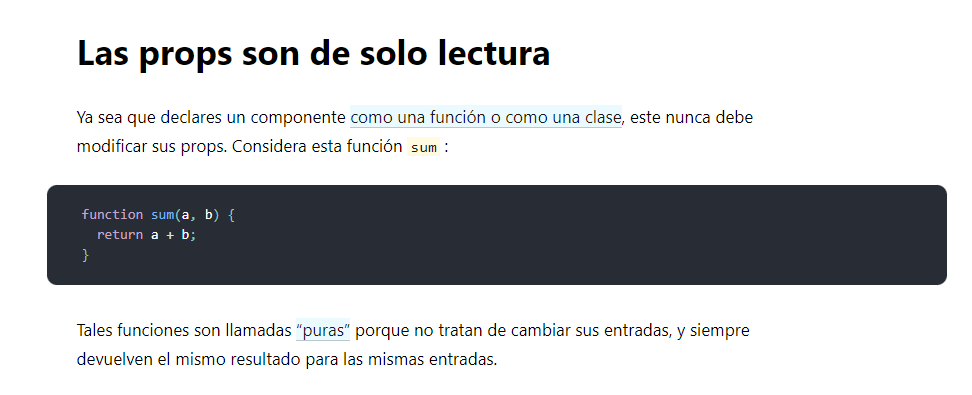 Las props son de solo lectura
Ya sea que declares un componente como una función o como una clase, este nunca debe
modificar sus props. Considera esta función sum :
function sum(a, b) {
  return a + b;
}
Tales funciones son llamadas “puras” porque no tratan de cambiar sus entradas, y siempre
devuelven el mismo resultado para las mismas entradas.